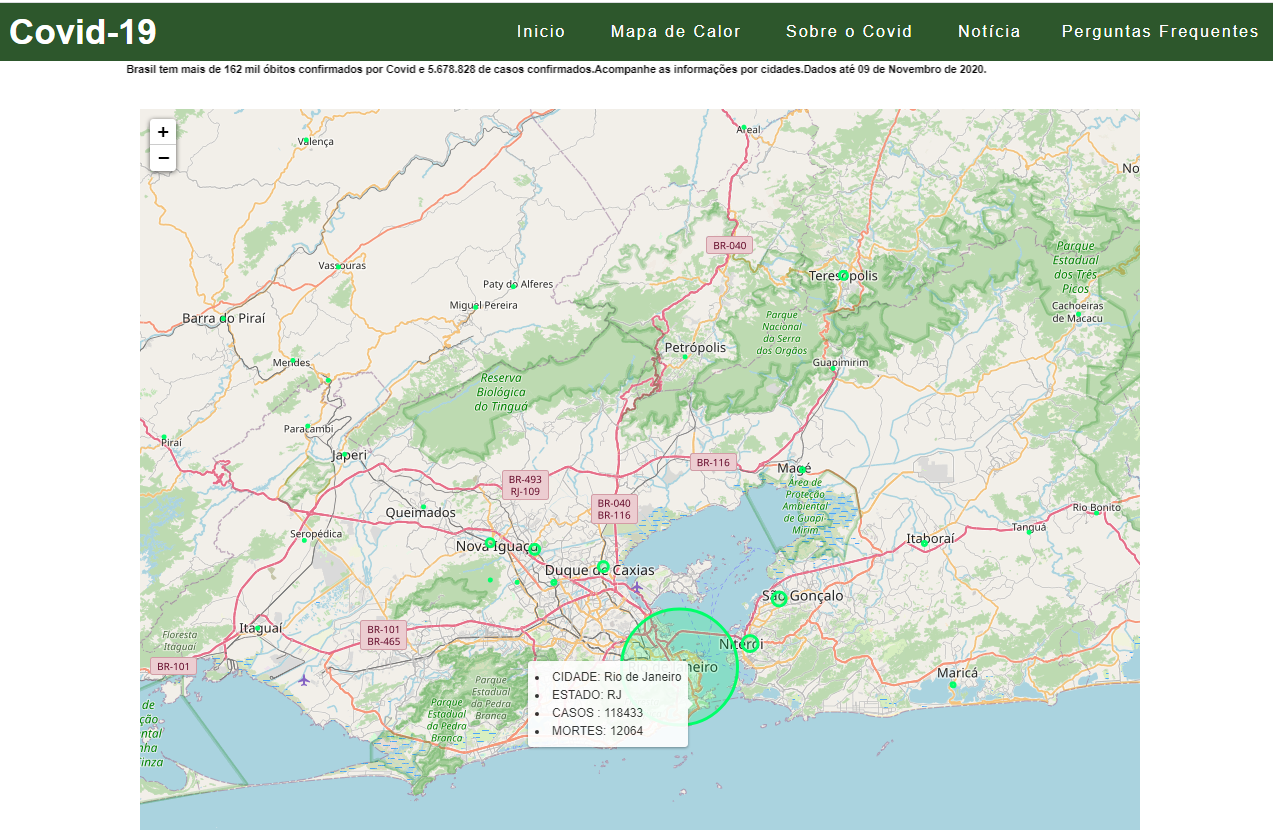 Covid-19
Inicio
Mapa de Calor
Sobre o Covid
Notícia
Perguntas Frequentes
Brasil tem mais de 162 mil óbitos confirmados por Covid e 5.678.828 de casos confirmados.Acompanhe as informações por cidades.Dados até 09 de Novembro de 2020.
+
−
Areal
Valença
No
BR-040
Parque
Estadual
dos Três
Picos
Vassouras
Teresópolis
Paty do Alferes
Miguel Pereira
Cachoeiras
de Macacu
Barra do Piraí
Parque
Nacional
da Serra
dos Orgãos
Petrópolis
Mendes
Guapimirim
Reserva
Biológica
do Tinguá
Paracambi
Piraí
Japeri
BR-116
Magé
BR-493
RJ-109
Área de
Proteção
Ambiental
de Guapi
Mirim
BR-040
BR-116
Queimados
Rio Bonito
Tanguá
Seropédica
Itaboraí
Nova Iguaçu
Duque de Caxias
São Gonçalo
Itaguaí
BR-101
BR-465
Floresta
Itaguaí
Niterói
BR-101
neiro
Maricá
CIDADE: Rio de Janeiro
ESTADO: RJ
CASOS : 118433
MORTES: 12064
Parque
Estadual
da Pedra
Branca
Parque
Estadual
da Pedra
Branca
de
ção
ntal
nha
inza